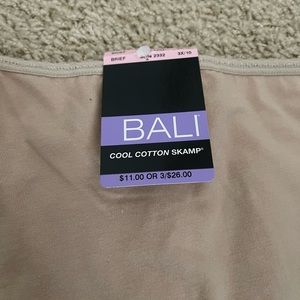 BRIEF 2332 3X/10
BALI
COOL COTTON SKAMP®
$11.00 OR 3/$26.00